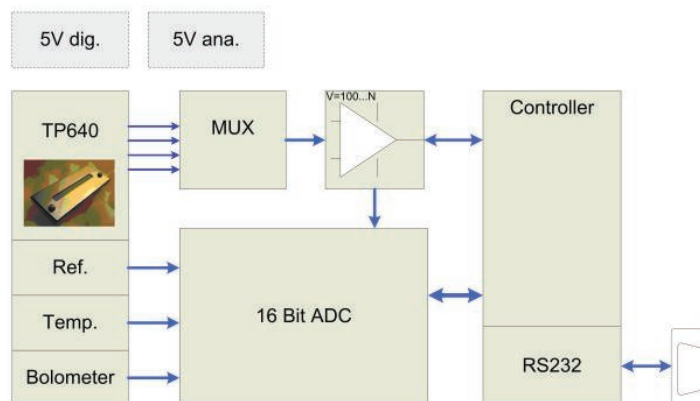 5V dig.
5V ana.
TP640
MUX
V=100...N
Controller
Ref.
Temp.
Bolometer
16 Bit ADC
RS232